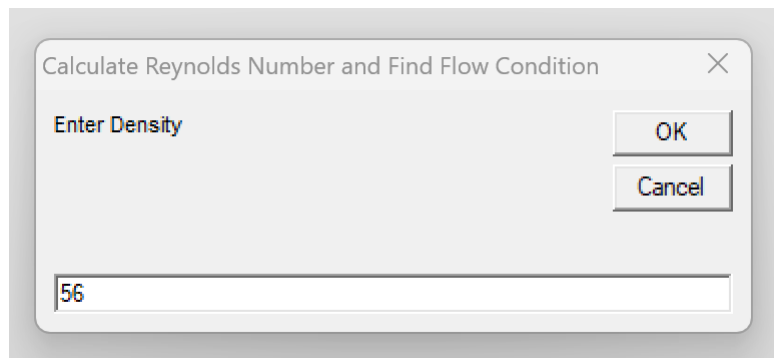 Calculate Reynolds Number and Find Flow Condition
Enter Density
OK
Cancel
56